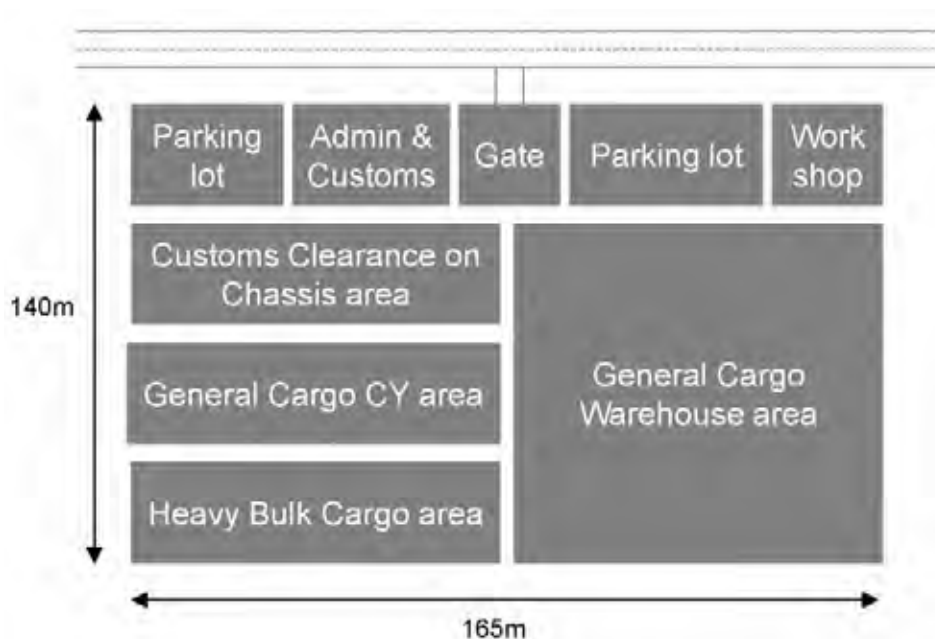 Parking
lot
Admin &
Customs
Gate
Parking lot
Work
shop
Customs Clearance on
Chassis area
140m
General Cargo CY area
General Cargo
Warehouse area
Heavy Bulk Cargo area
165m